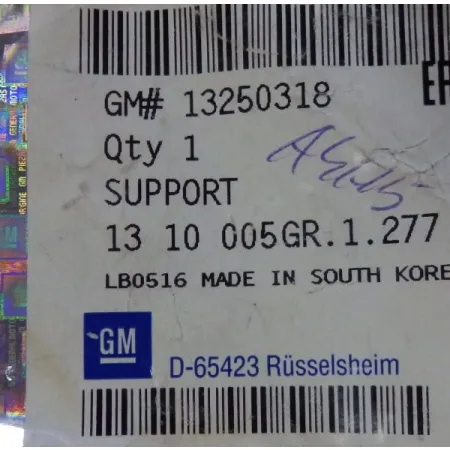 GM# 13250318
Qty 1
SUPPORT
13 10 005GR.1.277
LB0516 MADE IN SOUTH KORE
GM
D-65423 Rüsselsheim